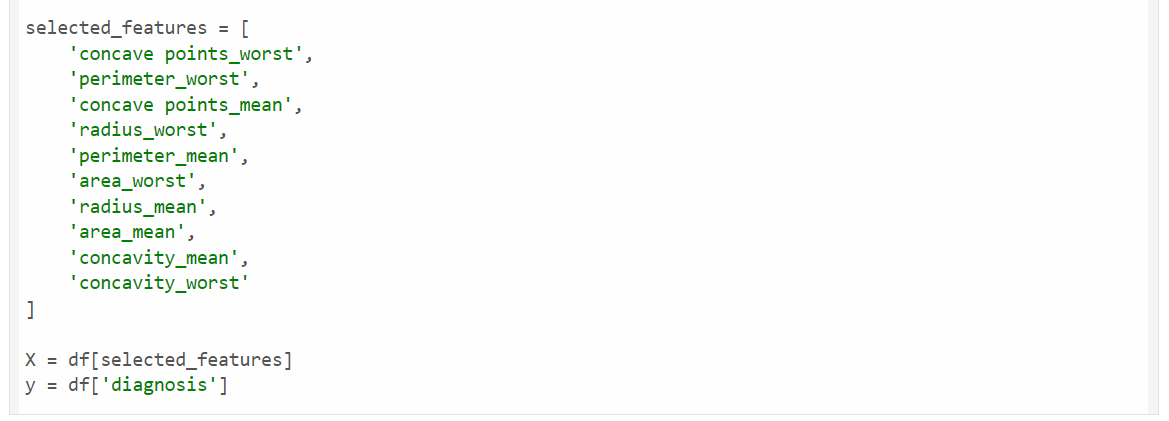 selected_features = [
    'concave points_worst',
    'perimeter_worst',
    'concave points_mean',
    'radius_worst',
    'perimeter_mean',
    'area_worst',
    'radius_mean',
    'area_mean',
    'concavity_mean',
    'concavity_worst'
]

X = df[selected_features]
y = df['diagnosis']